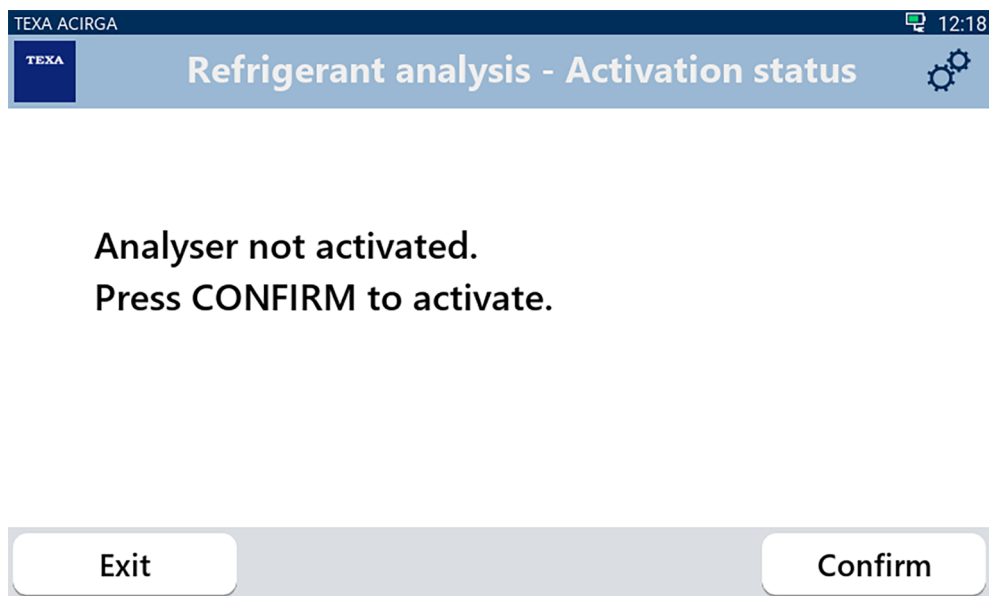 TEXA ACIRGA 12:18
TEXA
Refrigerant analysis - Activation status
Analyser not activated.
Press CONFIRM to activate.
Exit Confirm